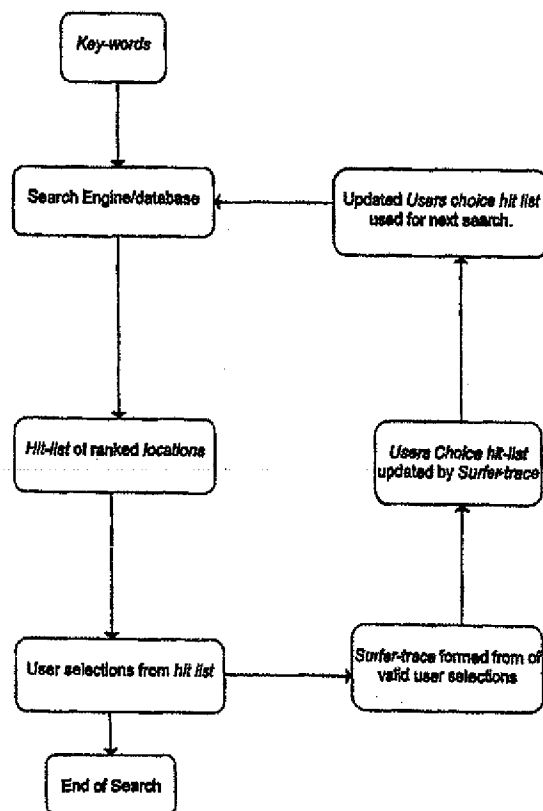 Key-words
Search Engine/database
Updated Users choice hit list
used for next search.
Hit-list of ranked locations
Users Choice hit-list
updated by Surfer-trace
User selections from hit list
Surfer-trace formed from of
valid user selections
End of Search